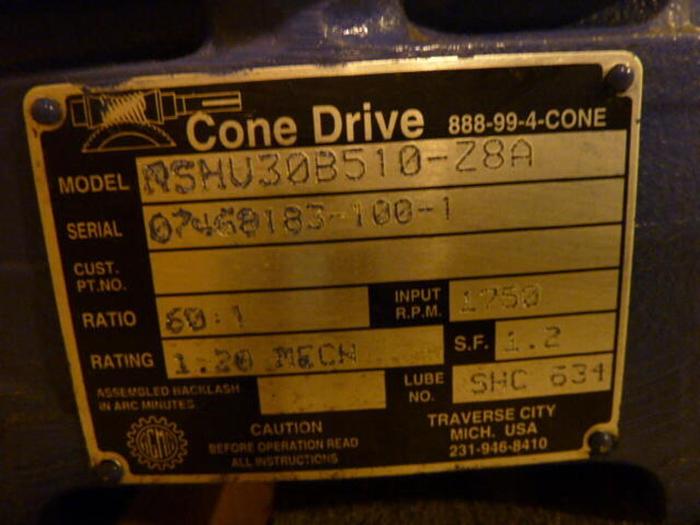 Cone Drive 888-99-4-CONE
MODEL RSHV30B510-Z8A
SERIAL 07468183-100-1
CUST.
PT.NO.
RATIO 60:1 INPUT R.P.M. 1750
RATING 1.20 MECH S.F. 1.2
ASSEMBLED BACKLASH
IN ARC MINUTES
LUBE NO. SHC 634
CAUTION
BEFORE OPERATION READ
ALL INSTRUCTIONS
TRAVERSE CITY
MICH. USA
231-946-8410
AGMA